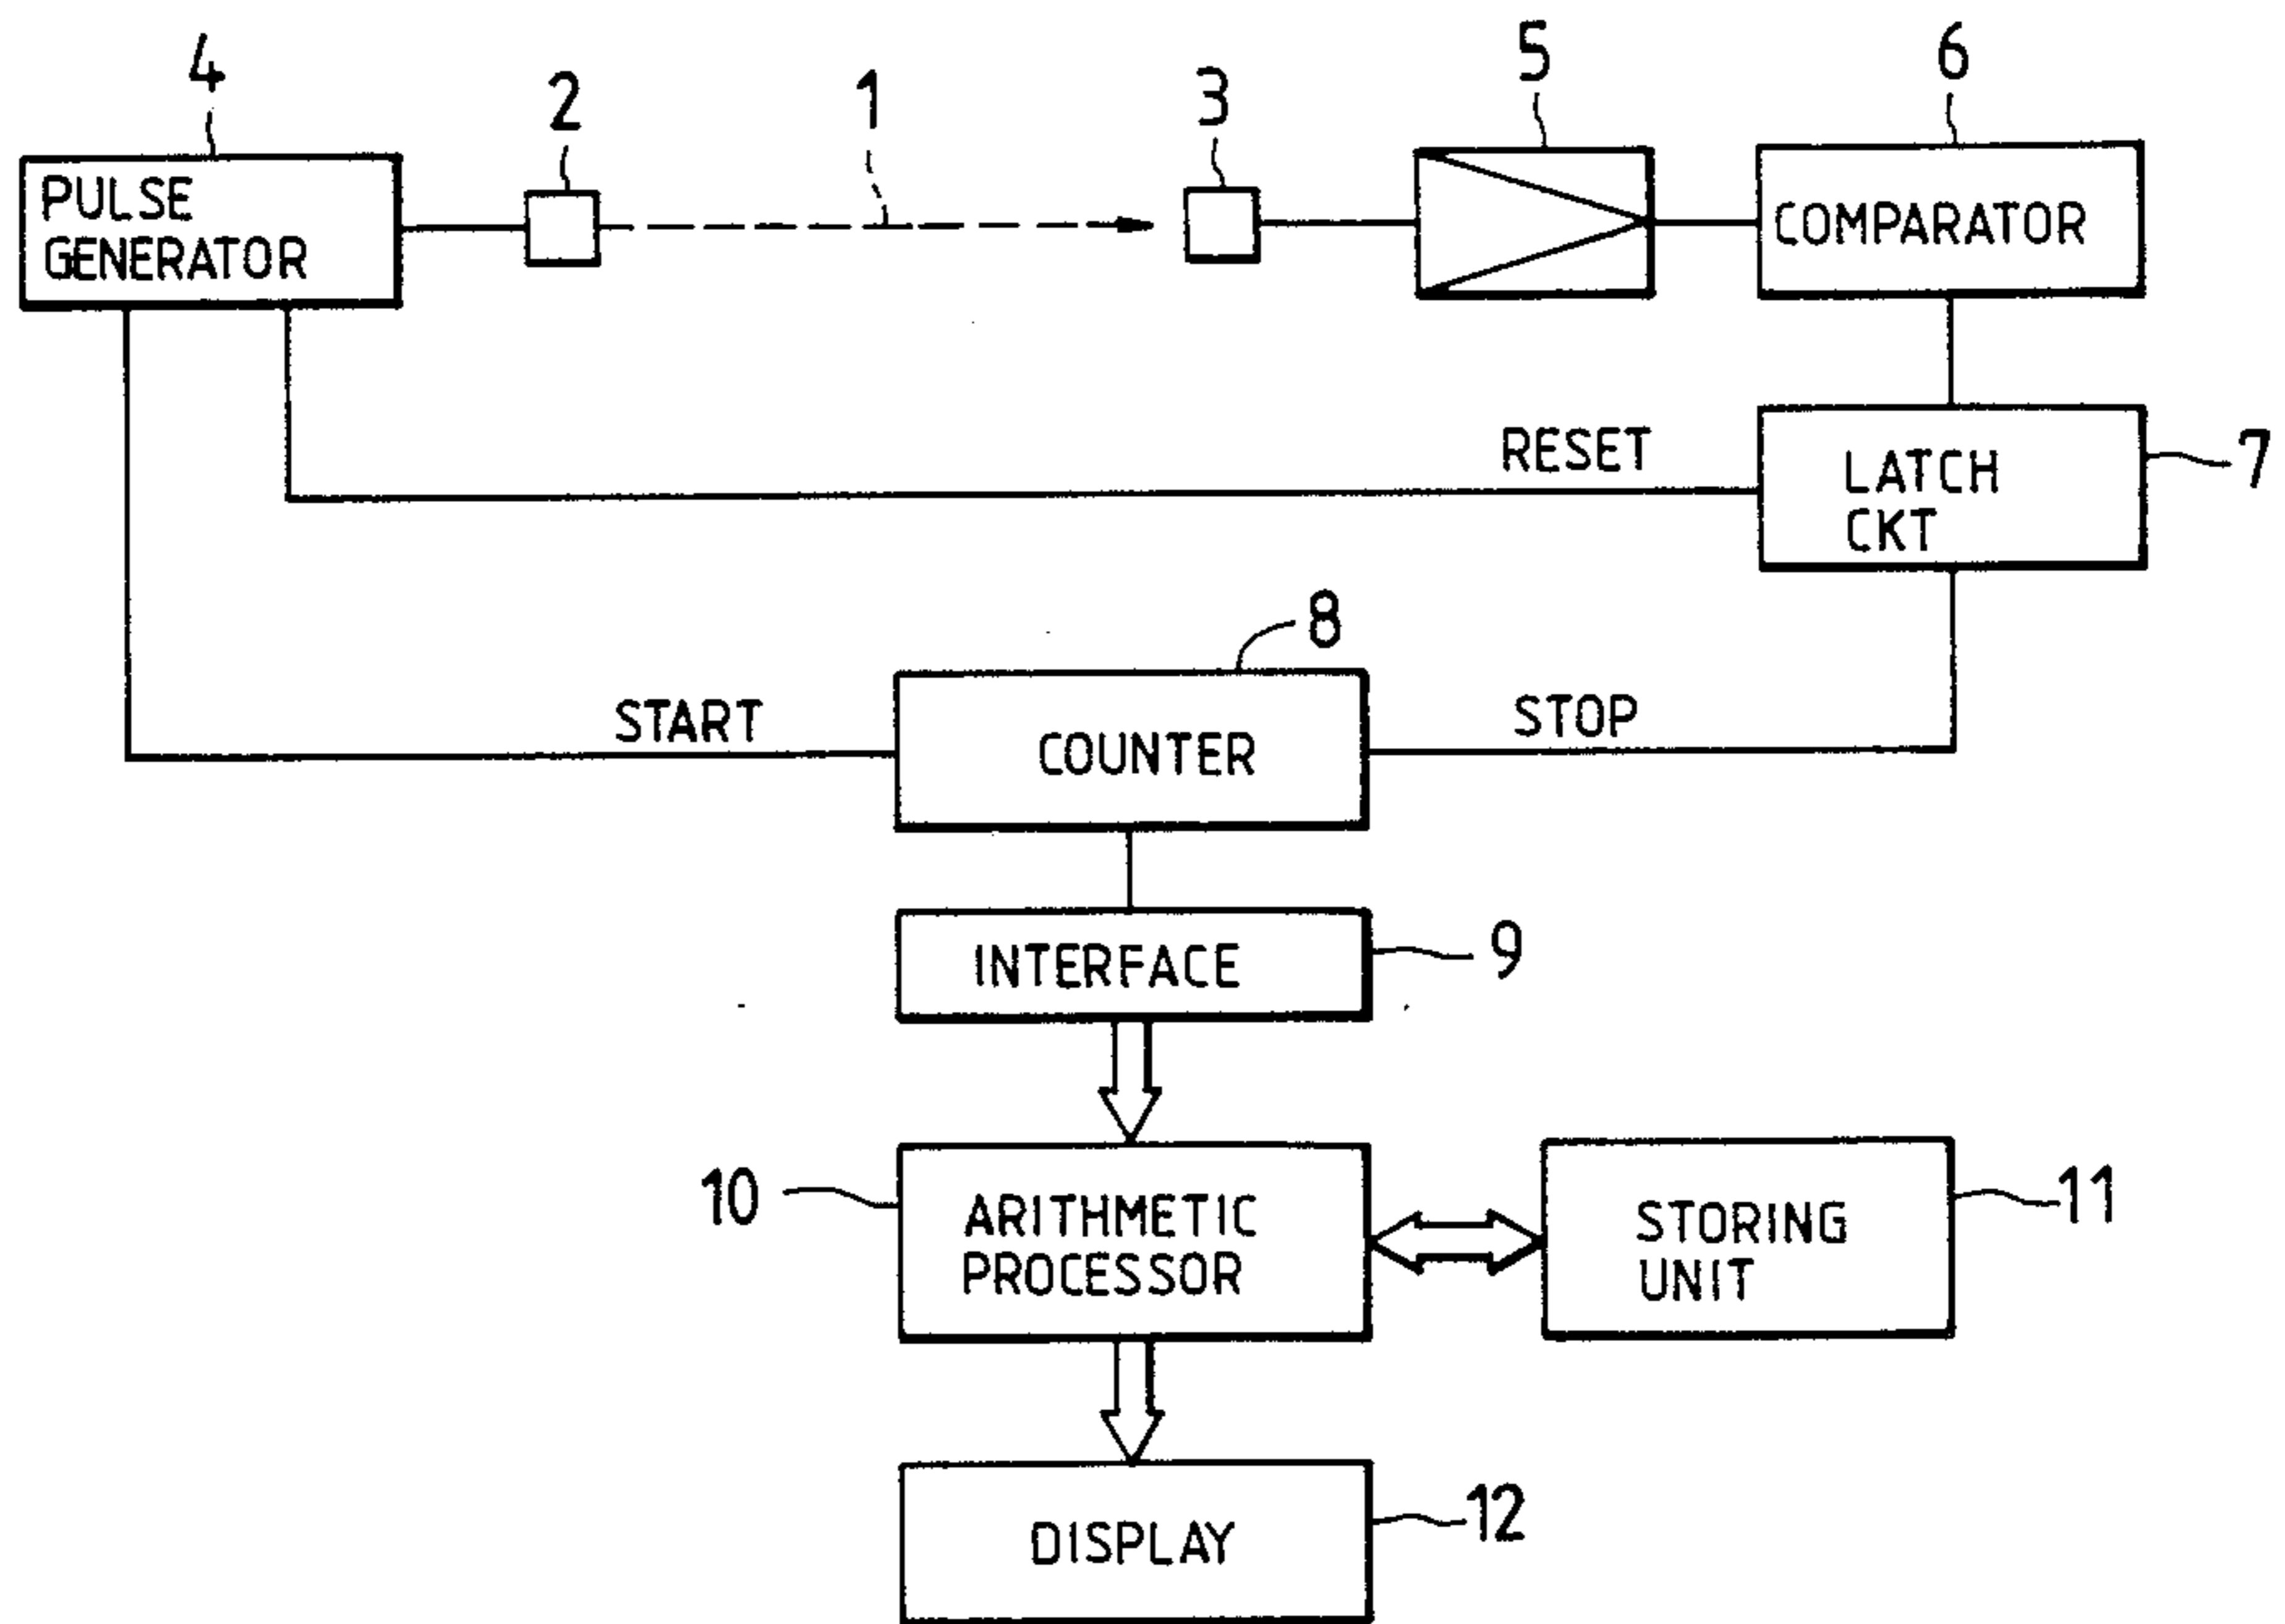 4
2
1
3
5
6
PULSE
GENERATOR
COMPARATOR
RESET
LATCH
CKT
7
8
START
COUNTER
STOP
INTERFACE
9
10
ARITHMETIC
PROCESSOR
STORING
UNIT
11
DISPLAY
12